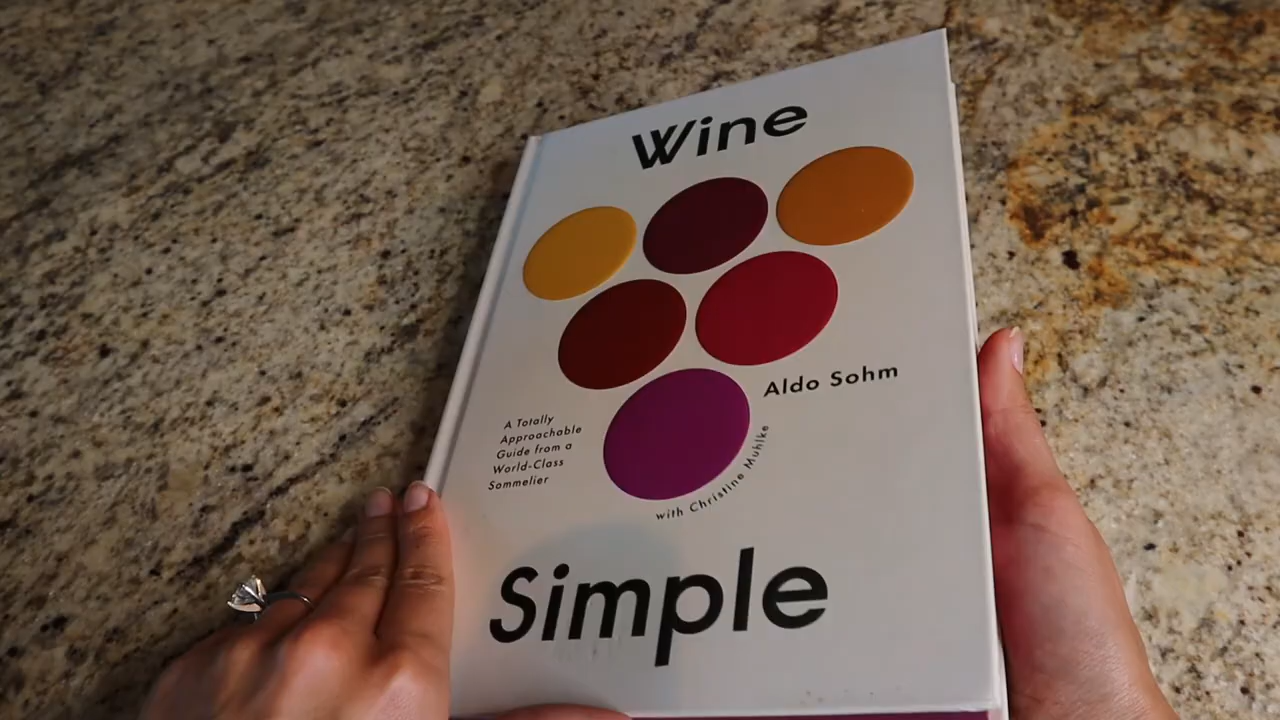 Wine
Aldo Sohm
A Totally
Approachable
Guide from a
World-Class
Sommelier
with Christine Muhlke
Simple